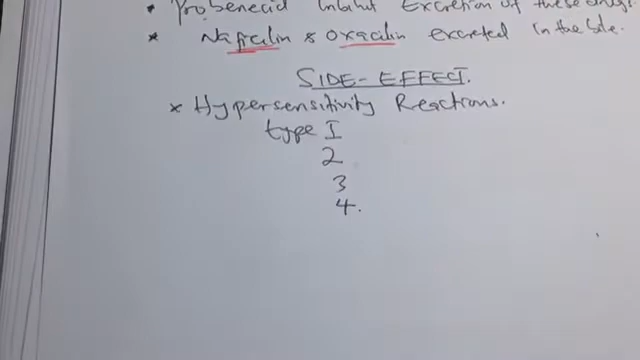 * Probenecid Inhibit Excretion of these drugs.
* Nafcilin & Oxacilin excreted in the bile.
SIDE-EFFECT.
* Hypersensitivity Reactions.
type I
2
3
4.